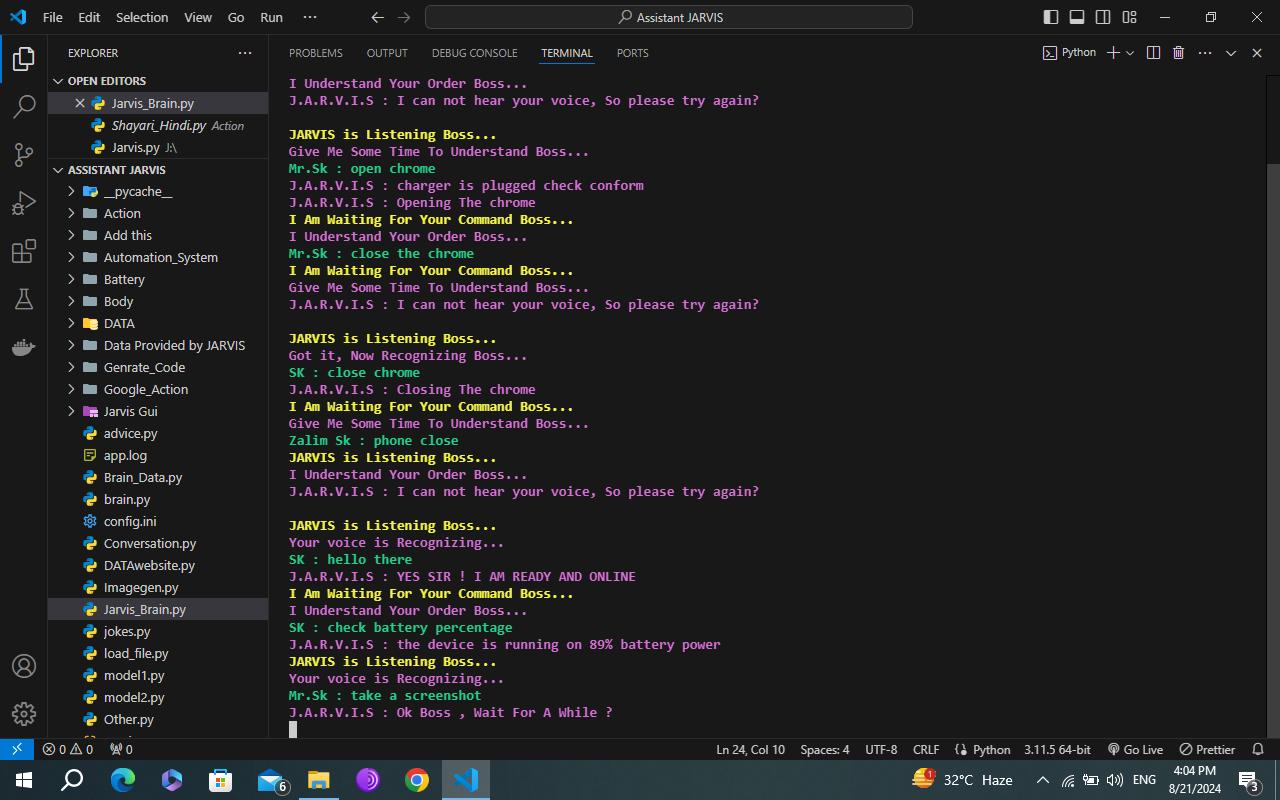 File Edit Selection View Go Run ··· Assistant JARVIS
EXPLORER ···
OPEN EDITORS
Jarvis_Brain.py
Shayari_Hindi.py Action
Jarvis.py J:\
ASSISTANT JARVIS
__pycache__
Action
Add this
Automation_System
Battery
Body
DATA
Data Provided by JARVIS
Genrate_Code
Google_Action
Jarvis Gui
advice.py
app.log
Brain_Data.py
brain.py
config.ini
Conversation.py
DATAwebsite.py
Imagegen.py
Jarvis_Brain.py
jokes.py
load_file.py
model1.py
model2.py
Other.py
PROBLEMS OUTPUT DEBUG CONSOLE TERMINAL PORTS Python
I Understand Your Order Boss...
J.A.R.V.I.S : I can not hear your voice, So please try again?
JARVIS is Listening Boss...
Give Me Some Time To Understand Boss...
Mr.Sk : open chrome
J.A.R.V.I.S : charger is plugged check conform
J.A.R.V.I.S : Opening The chrome
I Am Waiting For Your Command Boss...
I Understand Your Order Boss...
Mr.Sk : close the chrome
I Am Waiting For Your Command Boss...
Give Me Some Time To Understand Boss...
J.A.R.V.I.S : I can not hear your voice, So please try again?
JARVIS is Listening Boss...
Got it, Now Recognizing Boss...
SK : close chrome
J.A.R.V.I.S : Closing The chrome
I Am Waiting For Your Command Boss...
Give Me Some Time To Understand Boss...
Zalim Sk : phone close
JARVIS is Listening Boss...
I Understand Your Order Boss...
J.A.R.V.I.S : I can not hear your voice, So please try again?
JARVIS is Listening Boss...
Your voice is Recognizing...
SK : hello there
J.A.R.V.I.S : YES SIR ! I AM READY AND ONLINE
I Am Waiting For Your Command Boss...
I Understand Your Order Boss...
SK : check battery percentage
J.A.R.V.I.S : the device is running on 89% battery power
JARVIS is Listening Boss...
Your voice is Recognizing...
Mr.Sk : take a screenshot
J.A.R.V.I.S : Ok Boss , Wait For A While ?
0 0 0 Ln 24, Col 10 Spaces: 4 UTF-8 CRLF Python 3.11.5 64-bit Go Live Prettier
6 1 32°C Haze ENG 4:04 PM 3
8/21/2024